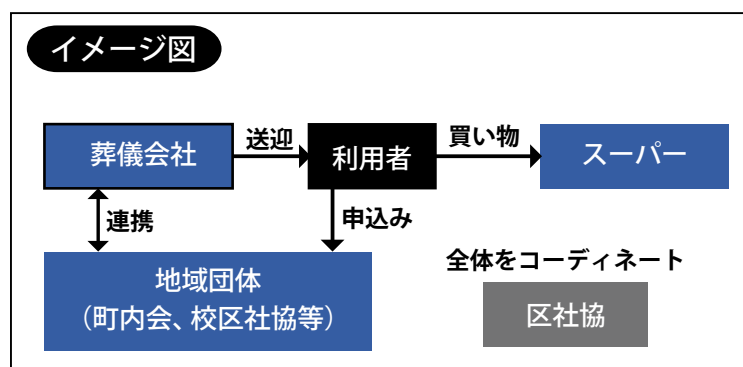 イメージ図
葬儀会社
送迎
利用者
買い物
スーパー
連携
申込み
地域団体
（町内会、校区社協等）
全体をコーディネート
区社協